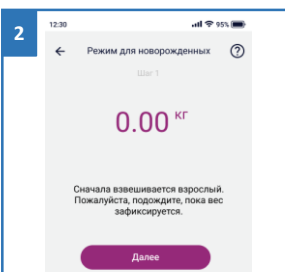 2
12:30 95%
Режим для новорожденных ?
Шаг 1
0.00 кг
Сначала взвешивается взрослый.
Пожалуйста, подождите, пока вес
зафиксируется.
Далее